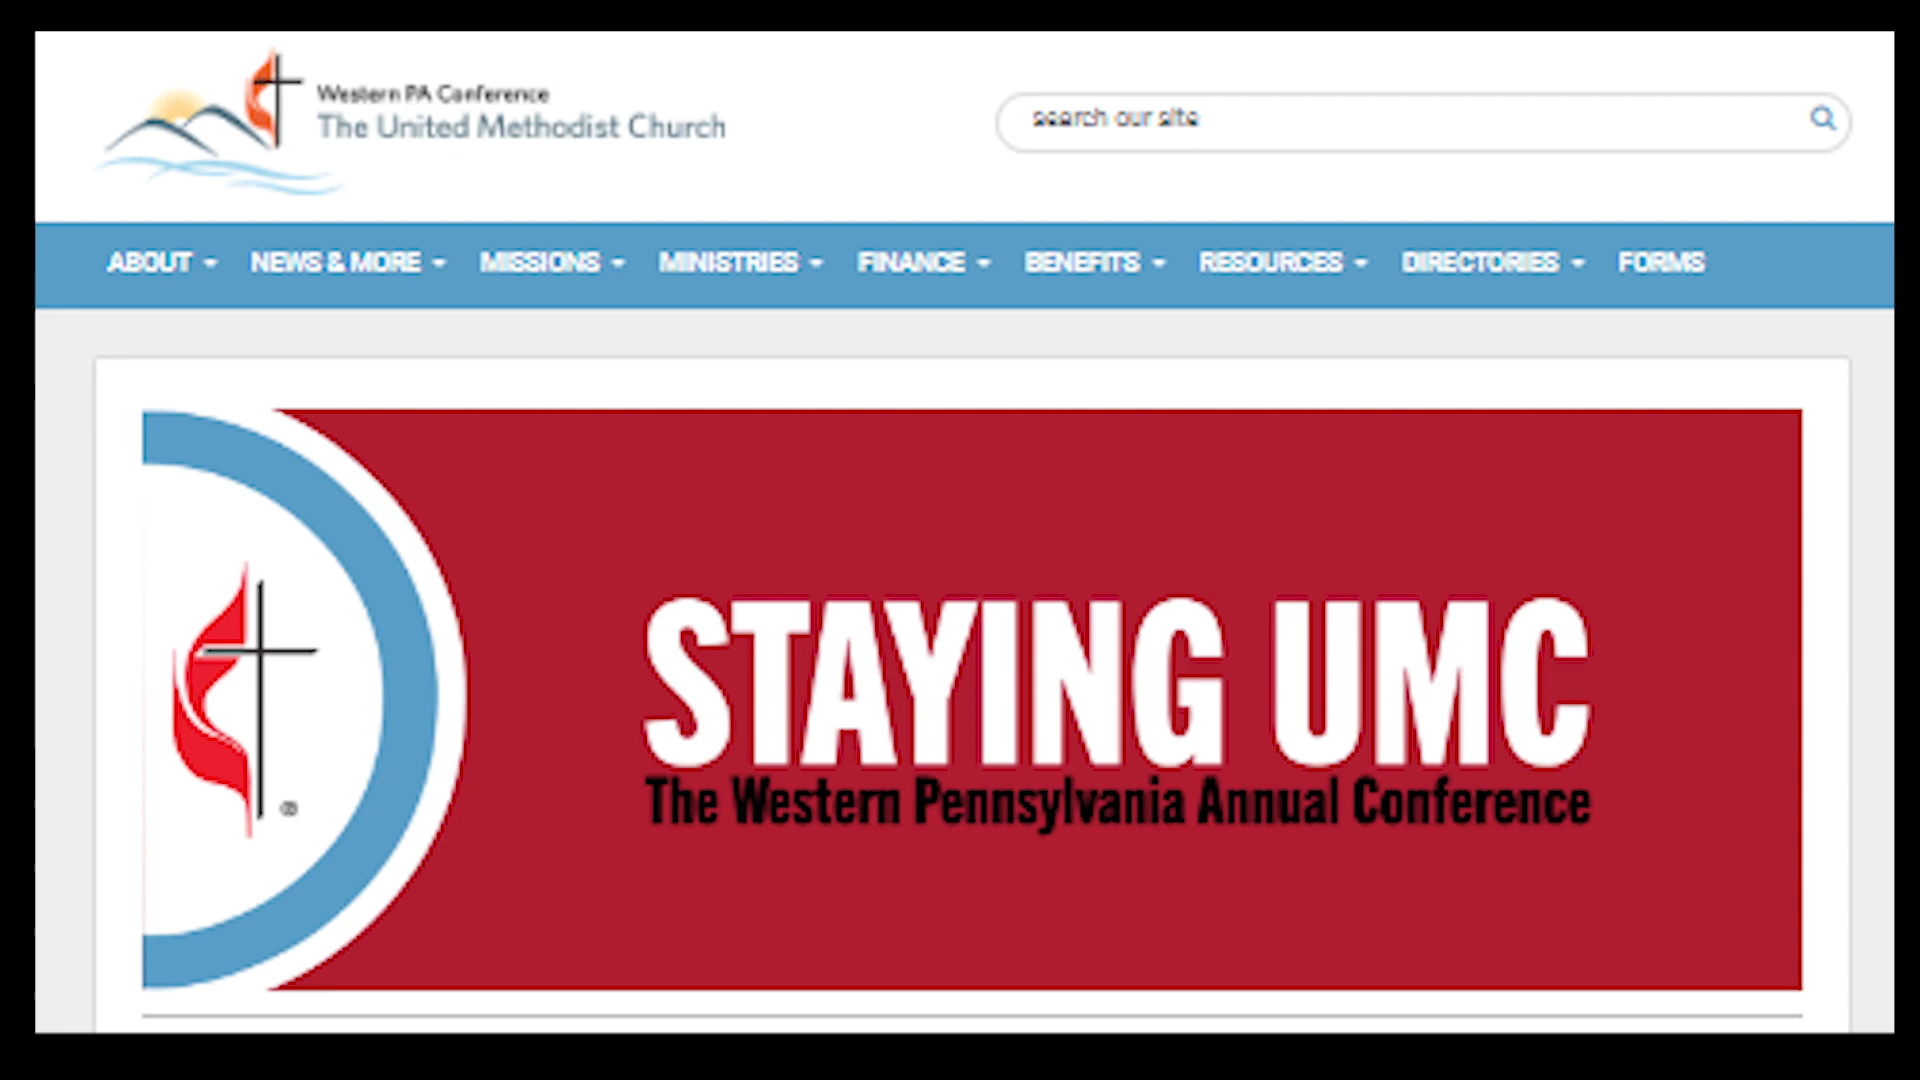 Western PA Conference
The United Methodist Church
search our site
ABOUT NEWS & MORE MISSIONS MINISTRIES FINANCE BENEFITS RESOURCES DIRECTORIES FORMS
STAYING UMC
The Western Pennsylvania Annual Conference
®